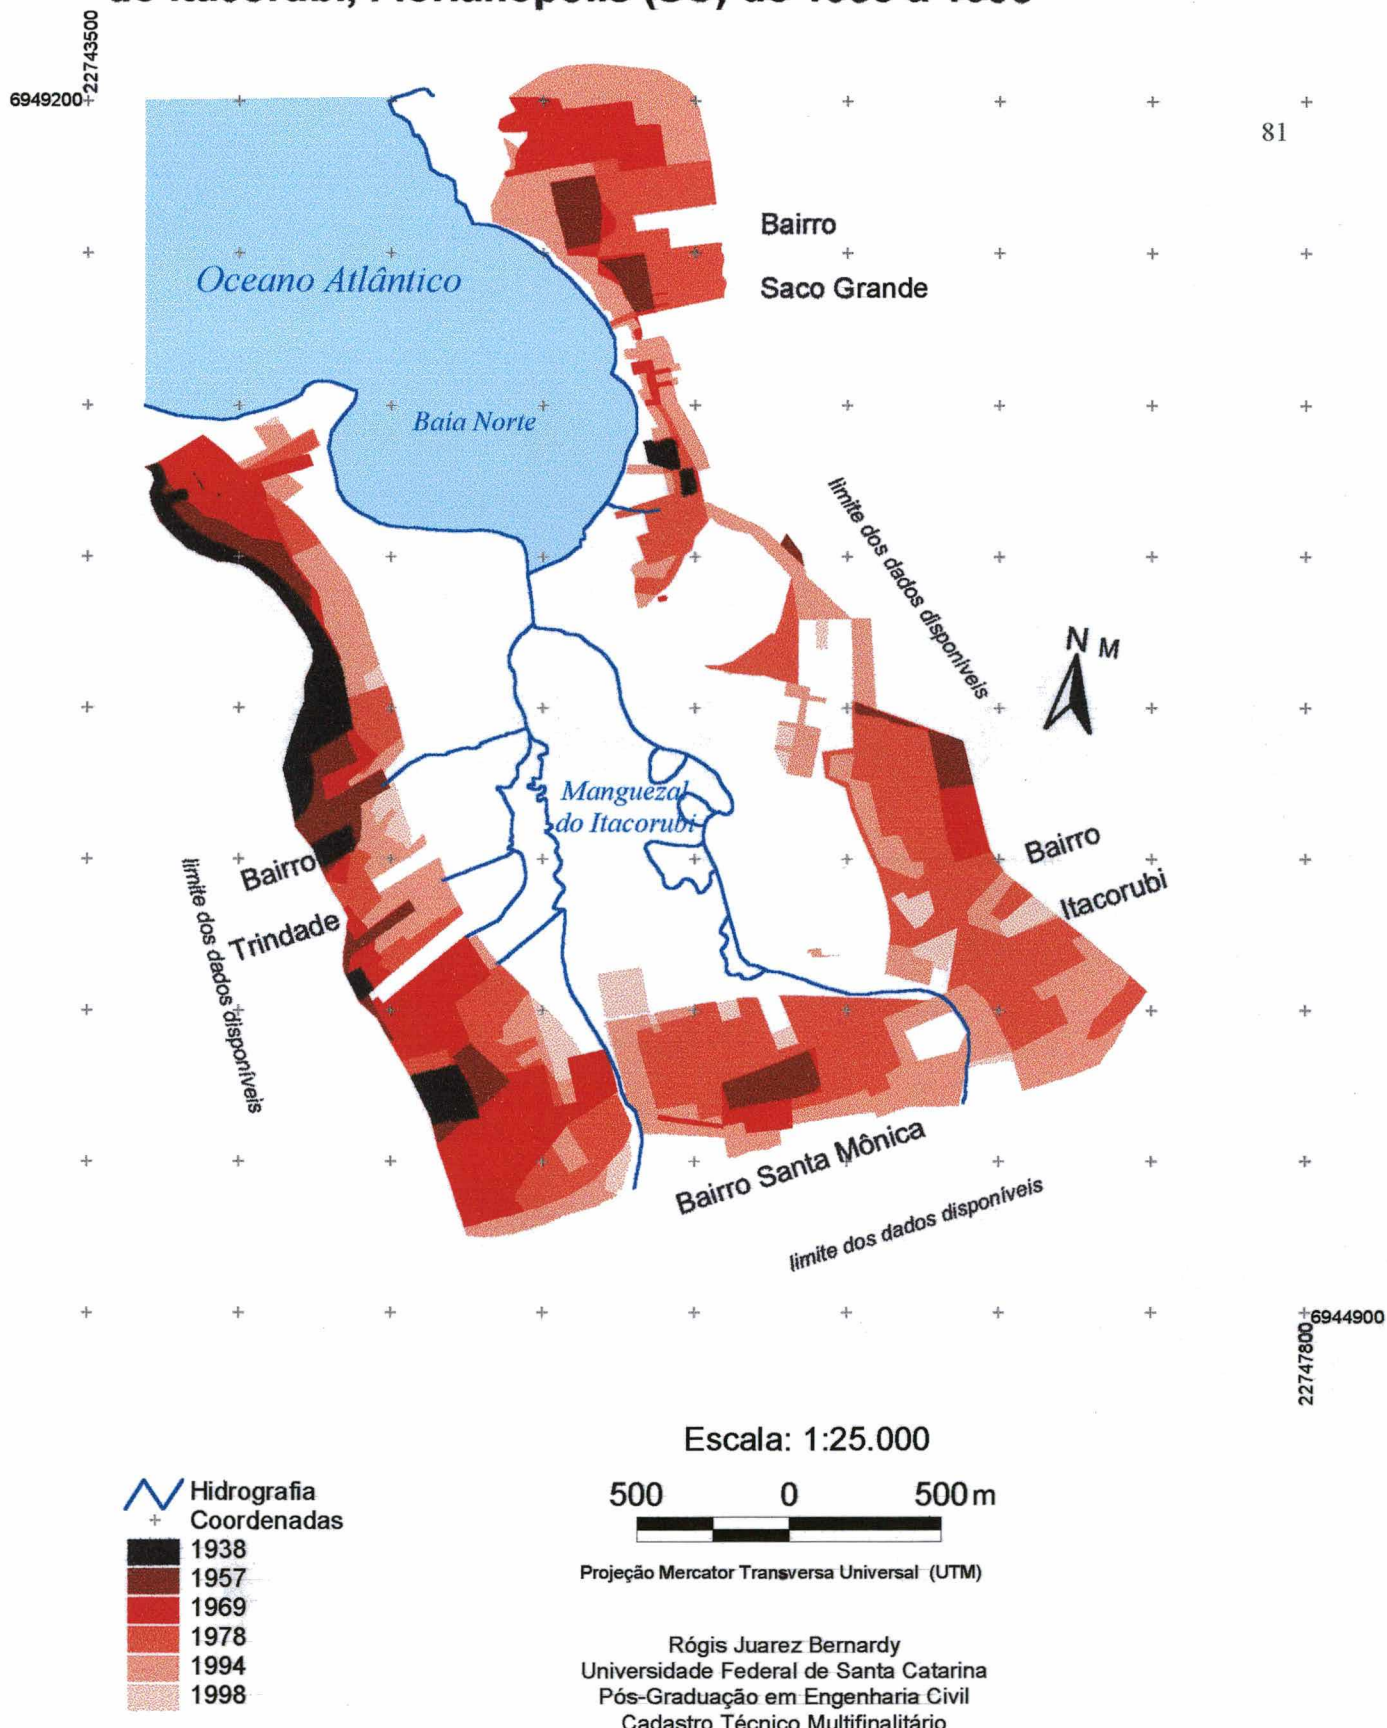 22743500
6949200
81
Bairro
Saco Grande
Oceano Atlântico
Baía Norte
limite dos dados disponíveis
N M
Manguezal
do Itacorubi
Bairro
Itacorubi
Bairro
Trindade
limite dos dados disponíveis
Bairro Santa Mônica
limite dos dados disponíveis
6944900
22747800
Escala: 1:25.000
500 0 500 m
Projeção Mercator Transversa Universal (UTM)
Hidrografia
Coordenadas
1938
1957
1969
1978
1994
1998
Rógis Juarez Bernardy
Universidade Federal de Santa Catarina
Pós-Graduação em Engenharia Civil
Cadastro Técnico Multifinalitário